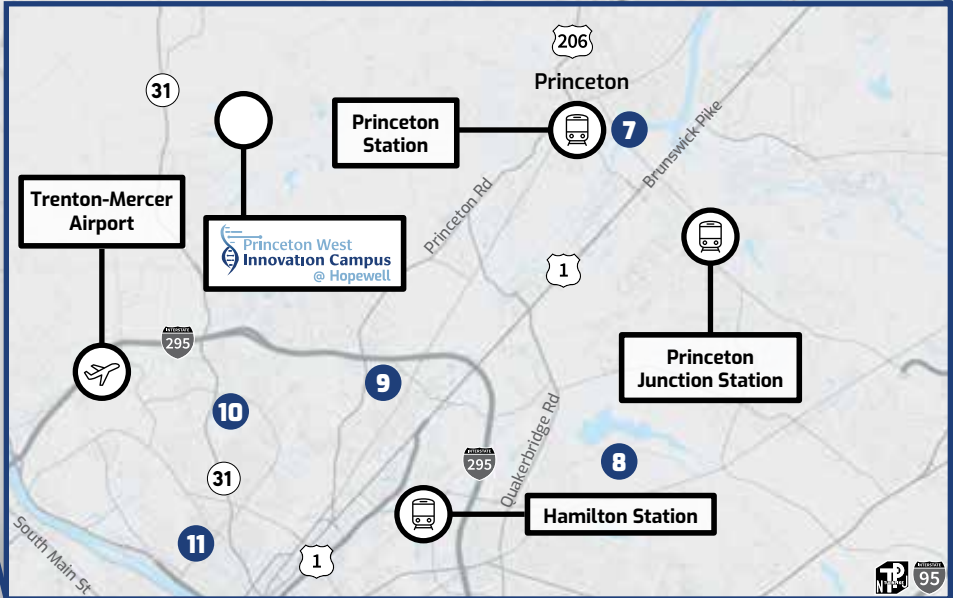 206
Princeton
31
Princeton
Station
7
Brunswick Pike
Trenton-Mercer
Airport
Princeton Rd
Princeton West
Innovation Campus
@ Hopewell
1
INTERSTATE
295
Princeton
Junction Station
9
10
Quakerbridge Rd
INTERSTATE
295
8
31
Hamilton Station
South Main St
11
1
INTERSTATE
95